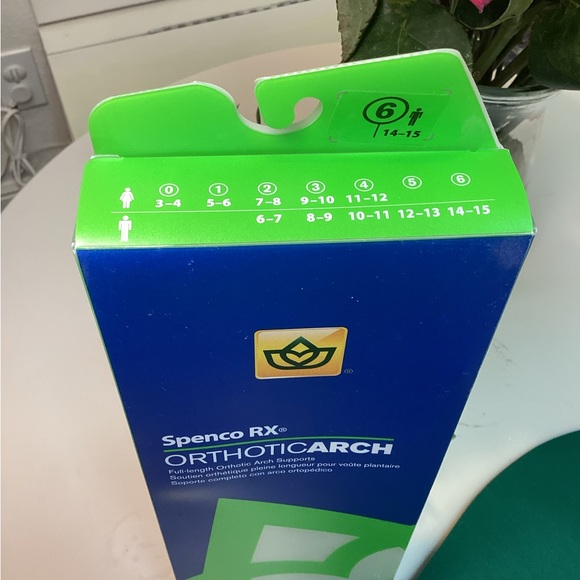 6
14–15
0 1 2 3 4 5 6
3–4 5–6 7–8 9–10 11–12
6–7 8–9 10–11 12–13 14–15
®
Spenco RX®
ORTHOTICARCH
Full-length Orthotic Arch Supports
Soutien orthétique pleine longueur pour voûte plantaire
Soporte completo con arco ortopédico